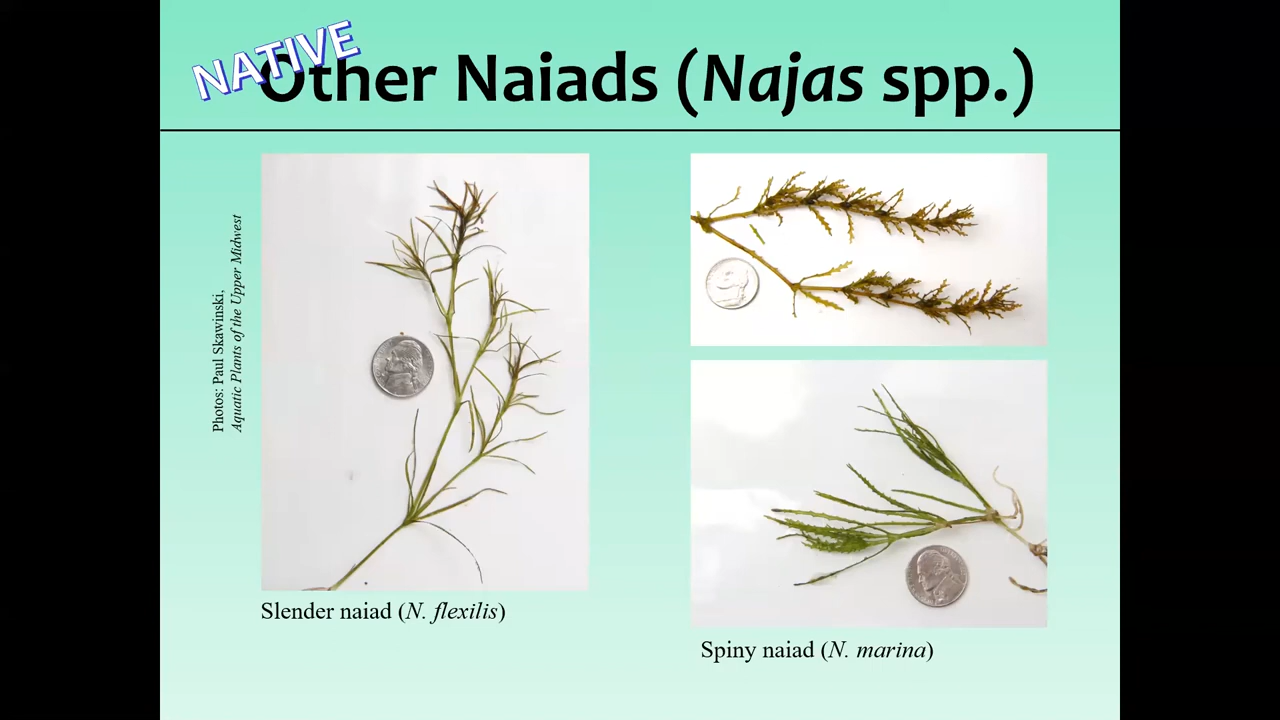 NATIVE
Other Naiads (Najas spp.)
Photos: Paul Skawinski,
Aquatic Plants of the Upper Midwest
Slender naiad (N. flexilis)
Spiny naiad (N. marina)